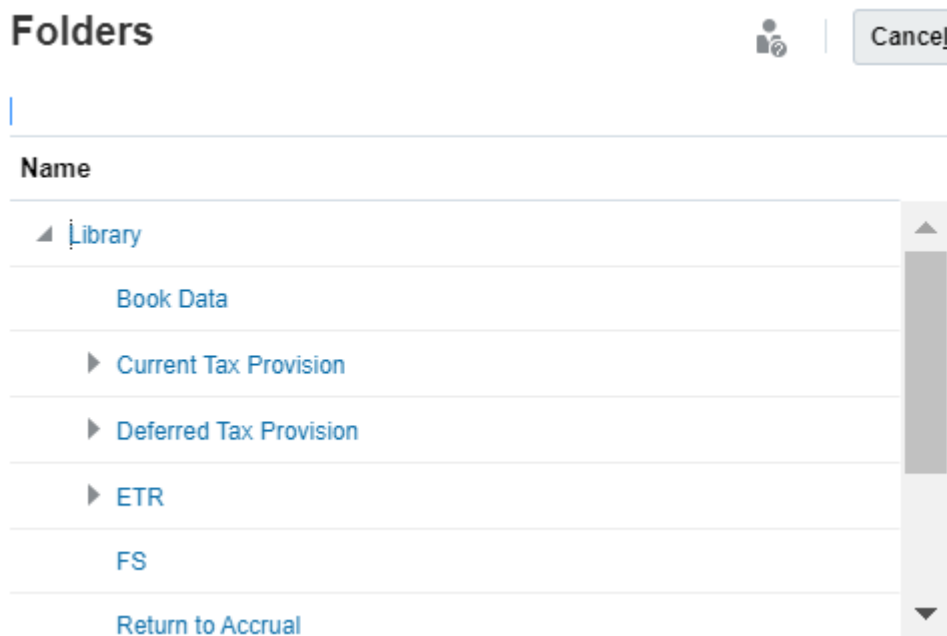 Folders
Cancel
Name
Library
Book Data
Current Tax Provision
Deferred Tax Provision
ETR
FS
Return to Accrual